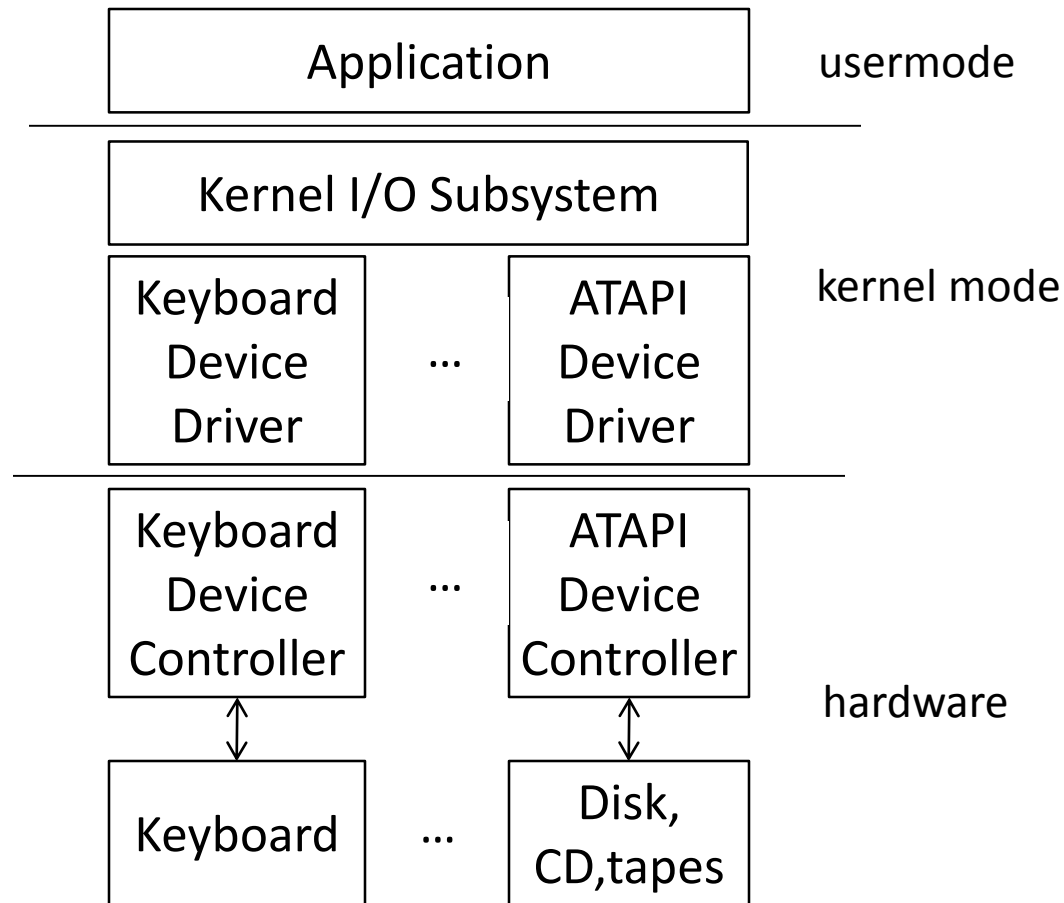 Application
usermode
Kernel I/O Subsystem
kernel mode
Keyboard
Device
Driver
...
ATAPI
Device
Driver
Keyboard
Device
Controller
...
ATAPI
Device
Controller
hardware
Keyboard
...
Disk,
CD,tapes